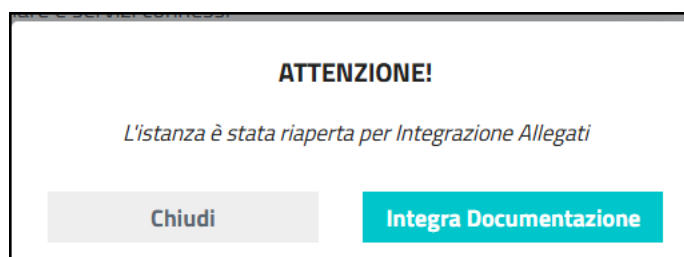 ATTENZIONE!
L'istanza è stata riaperta per Integrazione Allegati
Chiudi
Integra Documentazione